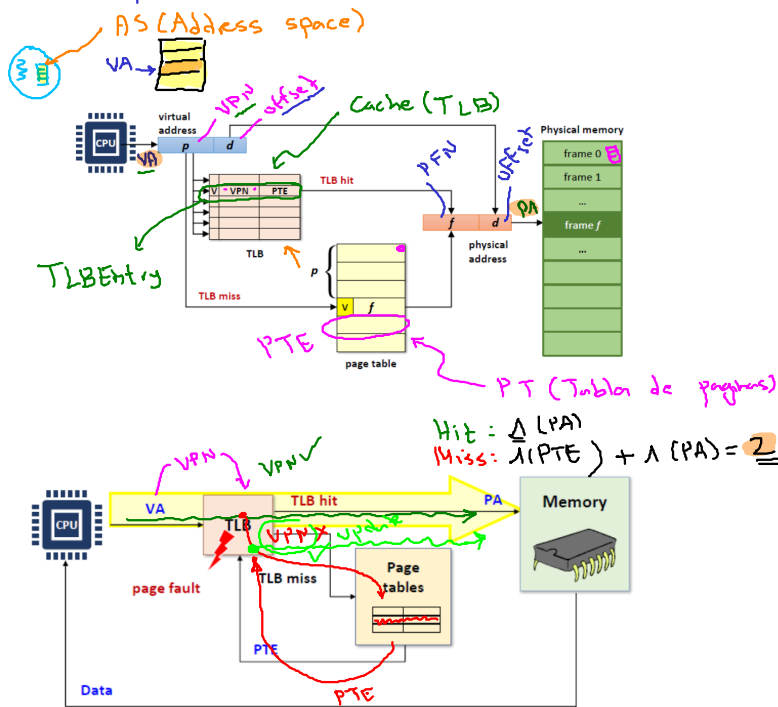 AS (Address space)
VA
VPN
offset
Cache (TLB)
virtual
address
CPU
VA
p
d
Physical memory
frame 0
frame 1
...
frame f
...
V
"VPN"
PTE
TLB hit
PFN
offset
f
d
PA
physical
address
TLB
TLBEntry
p
TLB miss
V
f
PTE
page table
PT (Tabla de paginas)
Hit: 1 (PA)
Miss: 1(PTE) + 1 (PA) = 2
VPN
VPN ✓
VA
TLB hit
PA
Memory
CPU
TLB
VPN X
update
page fault
TLB miss
Page
tables
PTE
PTE
Data